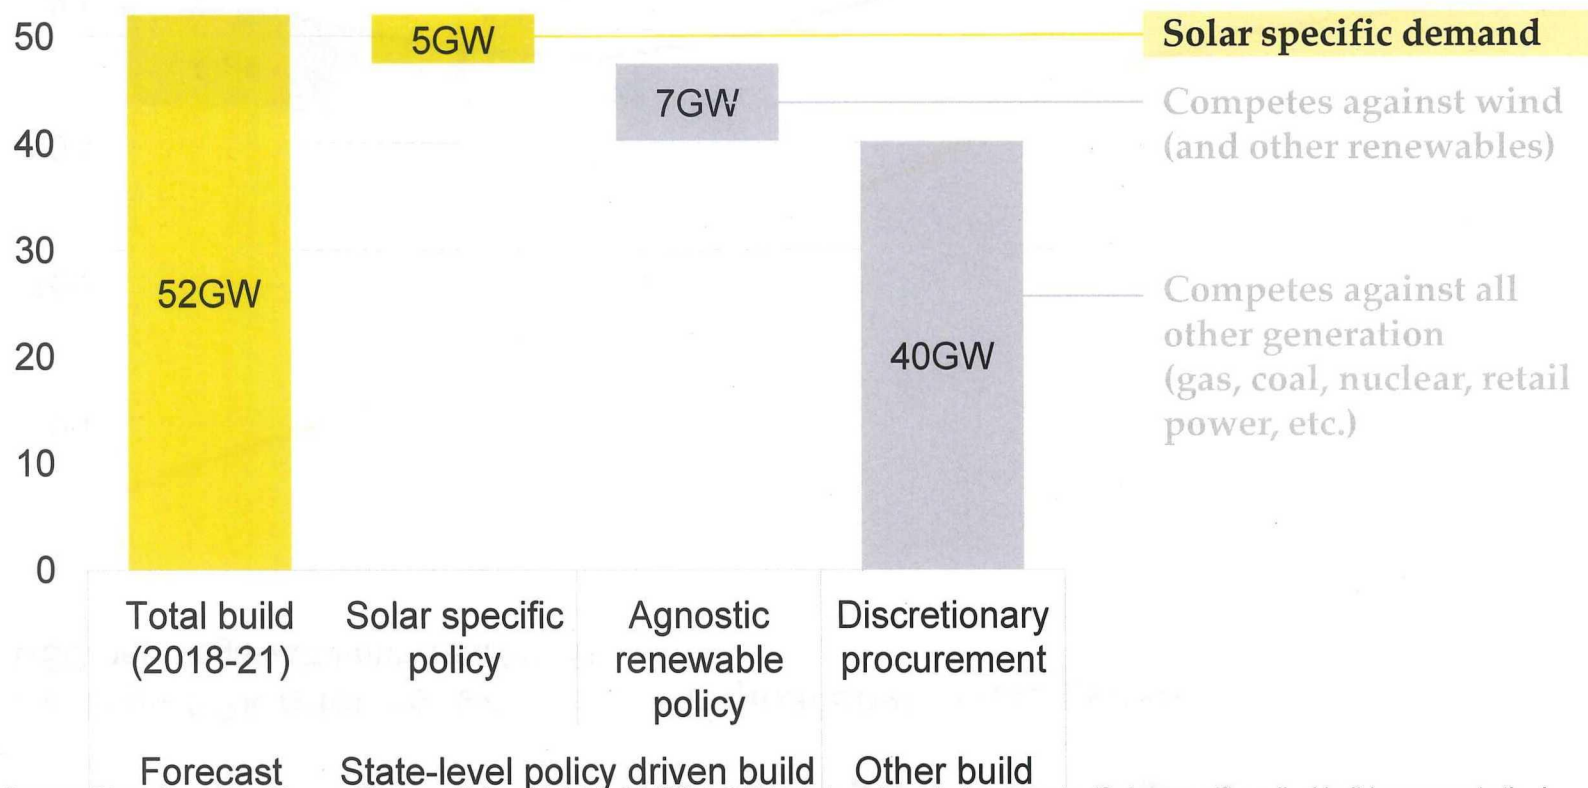 50
40
30
20
10
0
52GW
5GW
7GW
40GW
Solar specific demand
Competes against wind
(and other renewables)
Competes against all
other generation
(gas, coal, nuclear, retail
power, etc.)
Total build
(2018-21)
Solar specific
policy
Agnostic
renewable
policy
Discretionary
procurement
Forecast
State-level policy driven build
Other build